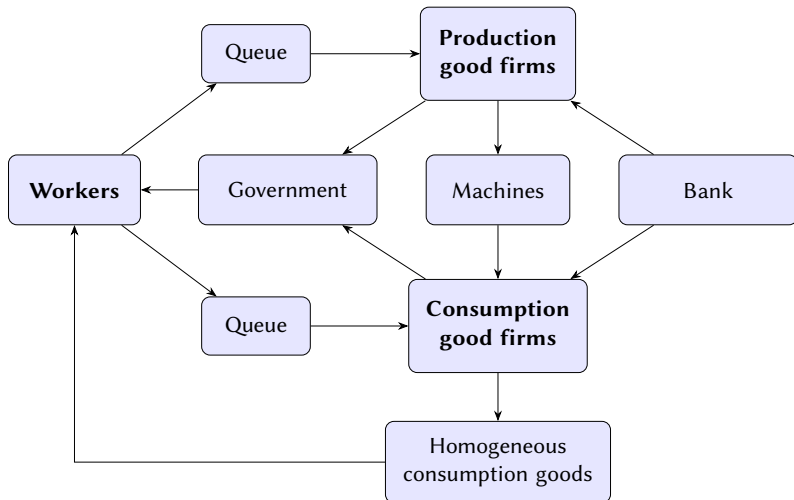 Queue
Production
good firms
Workers
Government
Machines
Bank
Queue
Consumption
good firms
Homogeneous
consumption goods